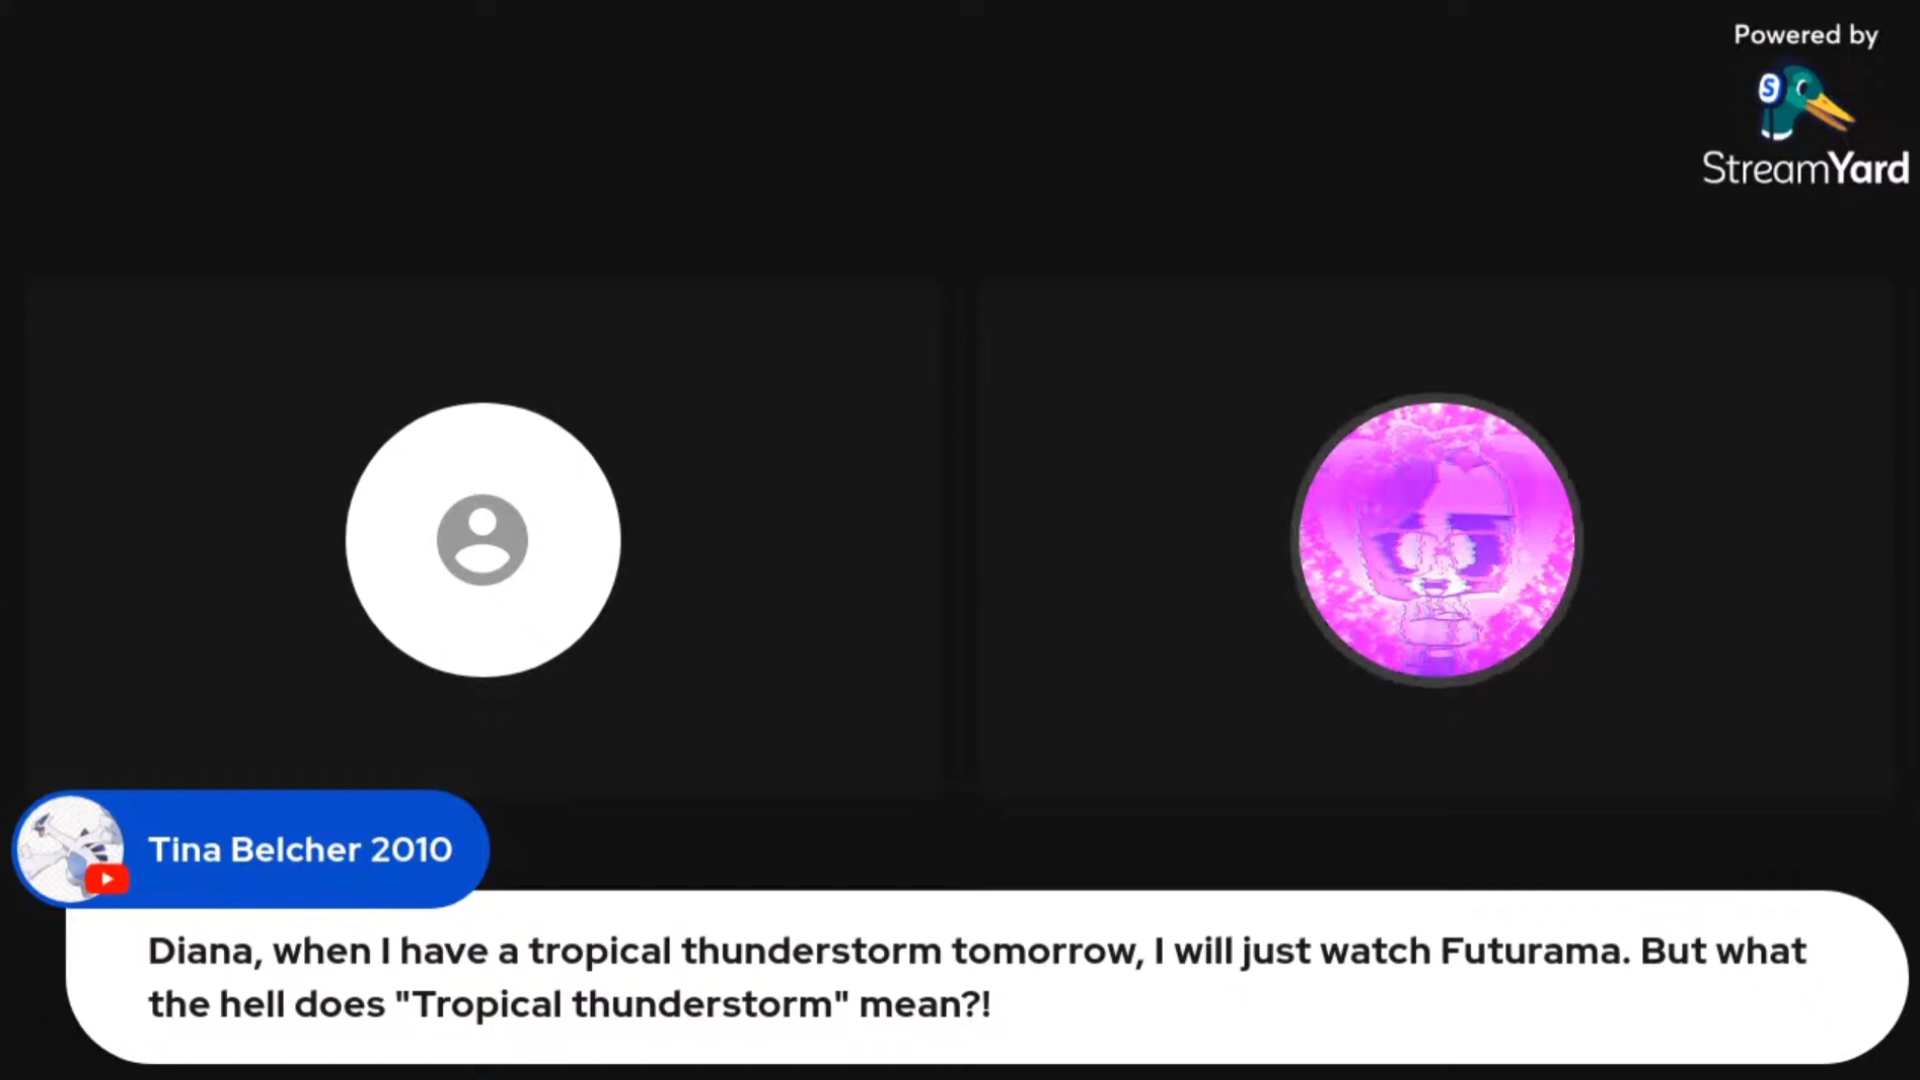 Powered by
S
StreamYard
Tina Belcher 2010
Diana, when I have a tropical thunderstorm tomorrow, I will just watch Futurama. But what
the hell does "Tropical thunderstorm" mean?!